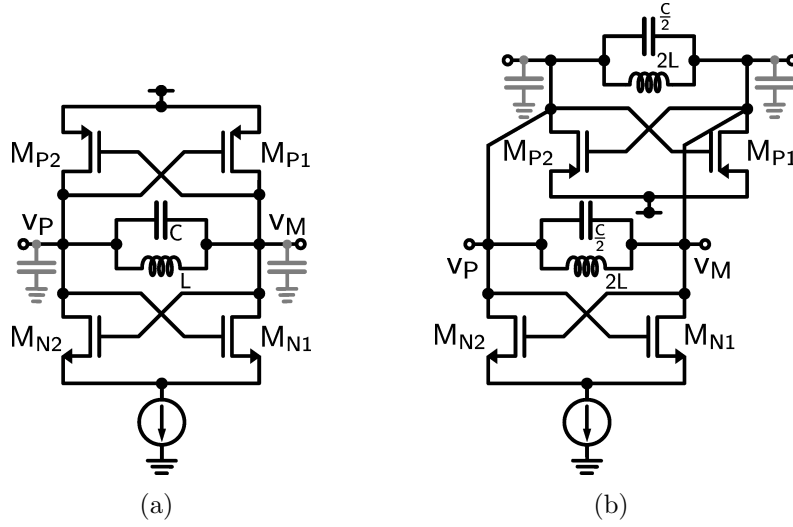 C/2
2L
M_P2 M_P1
M_P2 M_P1
v_P C v_M
L
C/2
v_P 2L v_M
M_N2 M_N1
M_N2 M_N1
(a) (b)